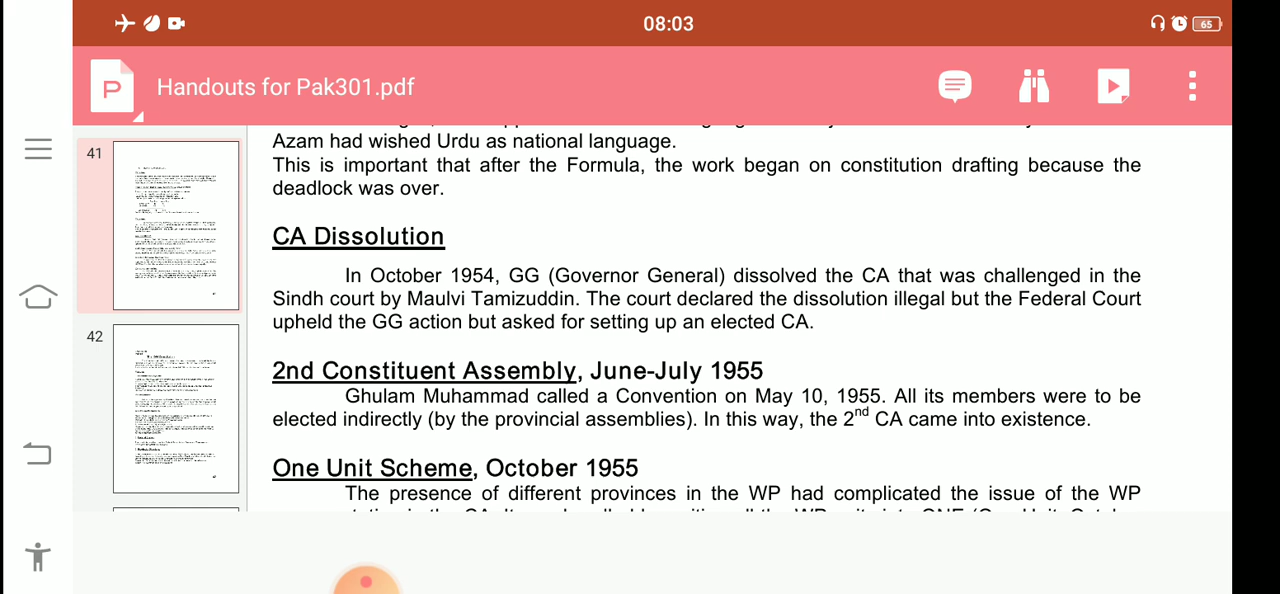 08:03
65
P
Handouts for Pak301.pdf
41
42
Azam had wished Urdu as national language.
This is important that after the Formula, the work began on constitution drafting because the
deadlock was over.
CA Dissolution
In October 1954, GG (Governor General) dissolved the CA that was challenged in the
Sindh court by Maulvi Tamizuddin. The court declared the dissolution illegal but the Federal Court
upheld the GG action but asked for setting up an elected CA.
2nd Constituent Assembly, June-July 1955
Ghulam Muhammad called a Convention on May 10, 1955. All its members were to be
elected indirectly (by the provincial assemblies). In this way, the 2nd CA came into existence.
One Unit Scheme, October 1955
The presence of different provinces in the WP had complicated the issue of the WP